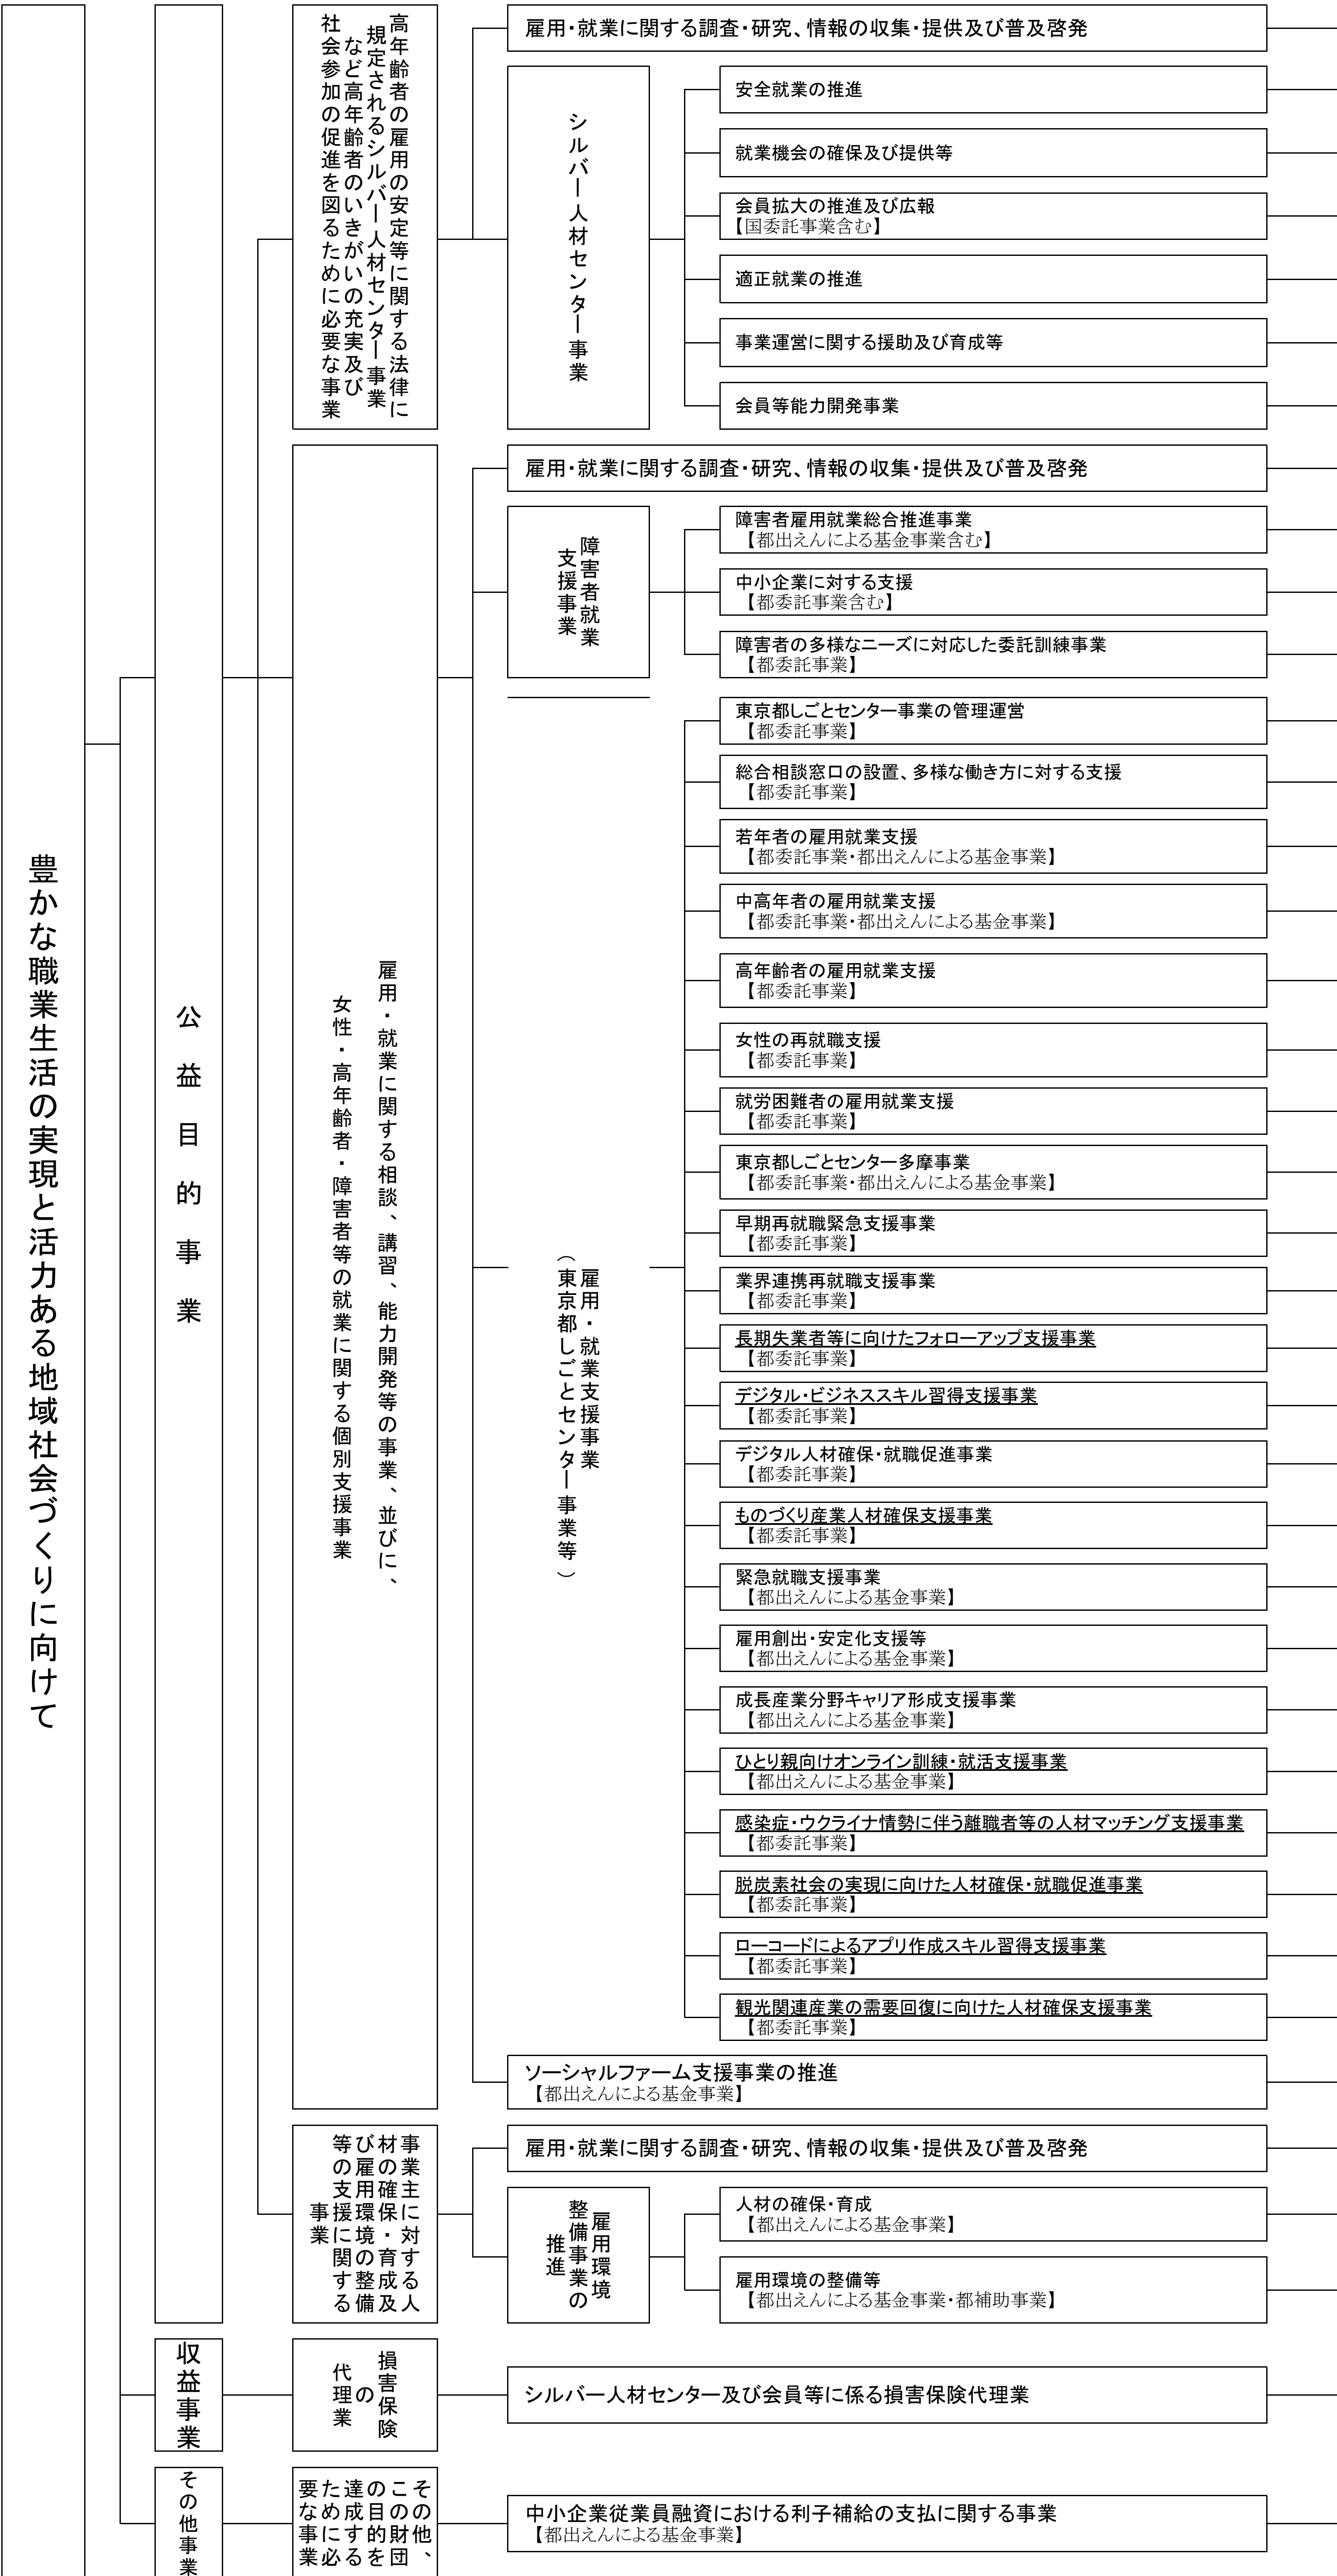 豊かな職業生活の実現と活力ある地域社会づくりに向けて
公益目的事業
高年齢者の雇用の安定等に関する法律に
規定されるシルバー人材センター事業
など高年齢者のいきがいの充実及び
社会参加の促進を図るために必要な事業
雇用・就業に関する調査・研究、情報の収集・提供及び普及啓発
シルバー人材センター事業
安全就業の推進
就業機会の確保及び提供等
会員拡大の推進及び広報
【国委託事業含む】
適正就業の推進
事業運営に関する援助及び育成等
会員等能力開発事業
雇用・就業に関する相談、講習、能力開発等の事業、並びに、
女性・高年齢者・障害者等の就業に関する個別支援事業
雇用・就業に関する調査・研究、情報の収集・提供及び普及啓発
障害者就業
支援事業
障害者雇用就業総合推進事業
【都出えんによる基金事業含む】
中小企業に対する支援
【都委託事業含む】
障害者の多様なニーズに対応した委託訓練事業
【都委託事業】
雇用・就業支援事業
（東京都しごとセンター事業等）
東京都しごとセンター事業の管理運営
【都委託事業】
総合相談窓口の設置、多様な働き方に対する支援
【都委託事業】
若年者の雇用就業支援
【都委託事業・都出えんによる基金事業】
中高年者の雇用就業支援
【都委託事業・都出えんによる基金事業】
高年齢者の雇用就業支援
【都委託事業】
女性の再就職支援
【都委託事業】
就労困難者の雇用就業支援
【都委託事業】
東京都しごとセンター多摩事業
【都委託事業・都出えんによる基金事業】
早期再就職緊急支援事業
【都委託事業】
業界連携再就職支援事業
【都委託事業】
長期失業者等に向けたフォローアップ支援事業
【都委託事業】
デジタル・ビジネススキル習得支援事業
【都委託事業】
デジタル人材確保・就職促進事業
【都委託事業】
ものづくり産業人材確保支援事業
【都委託事業】
緊急就職支援事業
【都出えんによる基金事業】
雇用創出・安定化支援等
【都出えんによる基金事業】
成長産業分野キャリア形成支援事業
【都出えんによる基金事業】
ひとり親向けオンライン訓練・就活支援事業
【都出えんによる基金事業】
感染症・ウクライナ情勢に伴う離職者等の人材マッチング支援事業
【都委託事業】
脱炭素社会の実現に向けた人材確保・就職促進事業
【都委託事業】
ローコードによるアプリ作成スキル習得支援事業
【都委託事業】
観光関連産業の需要回復に向けた人材確保支援事業
【都委託事業】
ソーシャルファーム支援事業の推進
【都出えんによる基金事業】
事業主に対する人
材の確保・育成及
び雇用環境の整備
等の支援に関する
事業
雇用・就業に関する調査・研究、情報の収集・提供及び普及啓発
雇用環境
整備事業の
推進
人材の確保・育成
【都出えんによる基金事業】
雇用環境の整備等
【都出えんによる基金事業・都補助事業】
収益事業
損害保険
の
代理業
シルバー人材センター及び会員等に係る損害保険代理業
その他事業
その他、
この財団
の目的を
達成する
ために必
要な事業
中小企業従業員融資における利子補給の支払に関する事業
【都出えんによる基金事業】